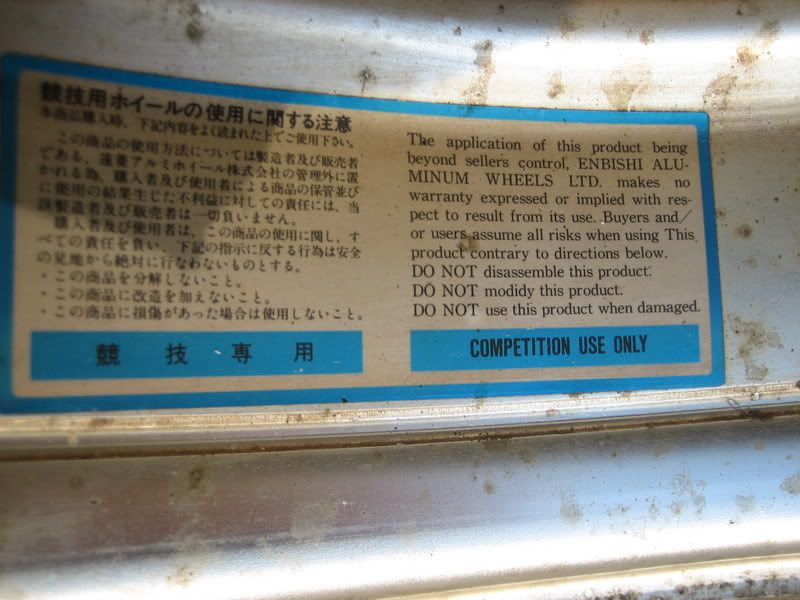 競技用ホイールの使用に関する注意
本商品購入時、下記内容をよく読まれた上でご使用下さい。
この商品の使用方法については製造者及び販売者
である、遠菱アルミホイール株式会社の管理外に置
かれる為、購入者及び使用者による商品の保管並び
に使用の結果生じた不利益に対しての責任には、当
該製造者及び販売者は一切負いません。
購入者及び使用者は、この商品の使用に関し、す
べての責任を負い、下記の指示に反する行為は安全
の見地から絶対に行なわないものとする。
・この商品を分解しないこと。
・この商品に改造を加えないこと。
・この商品に損傷があった場合は使用しないこと。
競技専用
The application of this product being
beyond sellers control, ENBISHI ALU-
MINUM WHEELS LTD. makes no
warranty expressed or implied with res-
pect to result from its use. Buyers and/
or users assume all risks when using This
product contrary to directions below.
DO NOT disassemble this product.
DO NOT modidy this product.
DO NOT use this product when damaged.
COMPETITION USE ONLY